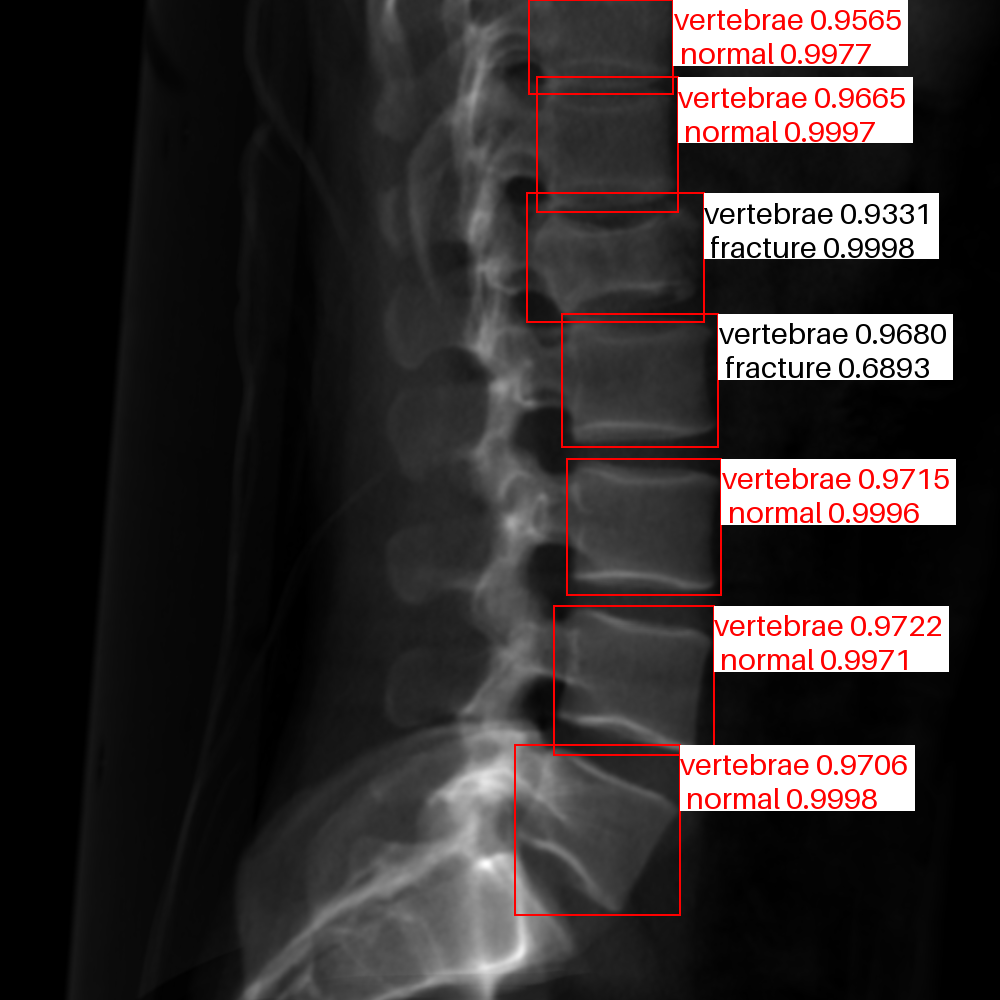 vertebrae 0.9565
normal 0.9977
vertebrae 0.9665
normal 0.9997
vertebrae 0.9331
fracture 0.9998
vertebrae 0.9680
fracture 0.6893
vertebrae 0.9715
normal 0.9996
vertebrae 0.9722
normal 0.9971
vertebrae 0.9706
normal 0.9998